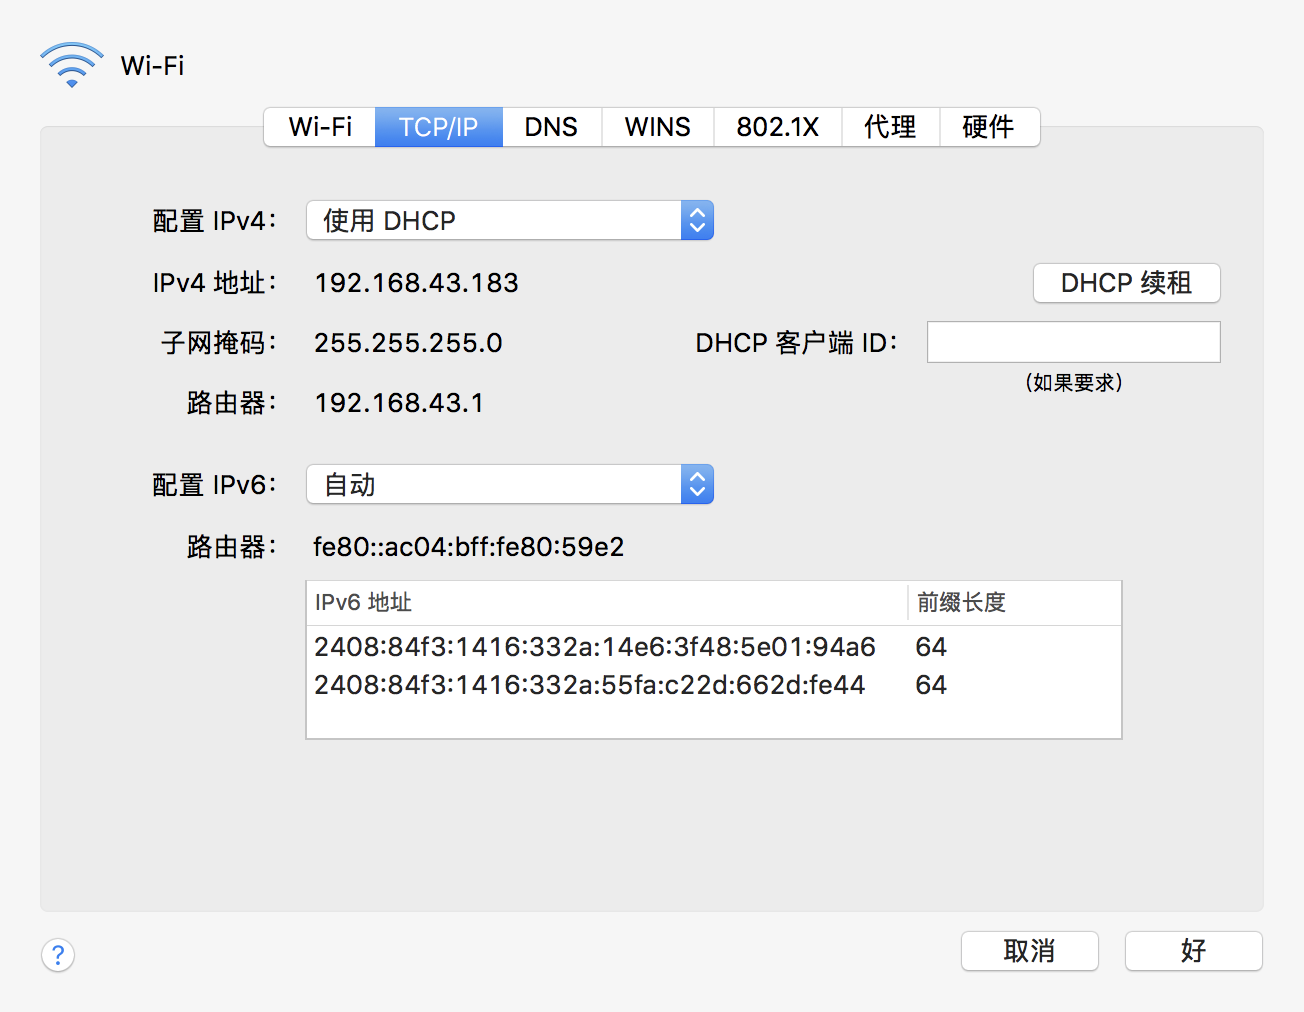 Wi-Fi
Wi-Fi TCP/IP DNS WINS 802.1X 代理 硬件
配置 IPv4: 使用 DHCP
IPv4 地址: 192.168.43.183 DHCP 续租
子网掩码: 255.255.255.0 DHCP 客户端 ID:
(如果要求)
路由器: 192.168.43.1
配置 IPv6: 自动
路由器: fe80::ac04:bff:fe80:59e2
IPv6 地址 前缀长度
2408:84f3:1416:332a:14e6:3f48:5e01:94a6 64
2408:84f3:1416:332a:55fa:c22d:662d:fe44 64
? 取消 好